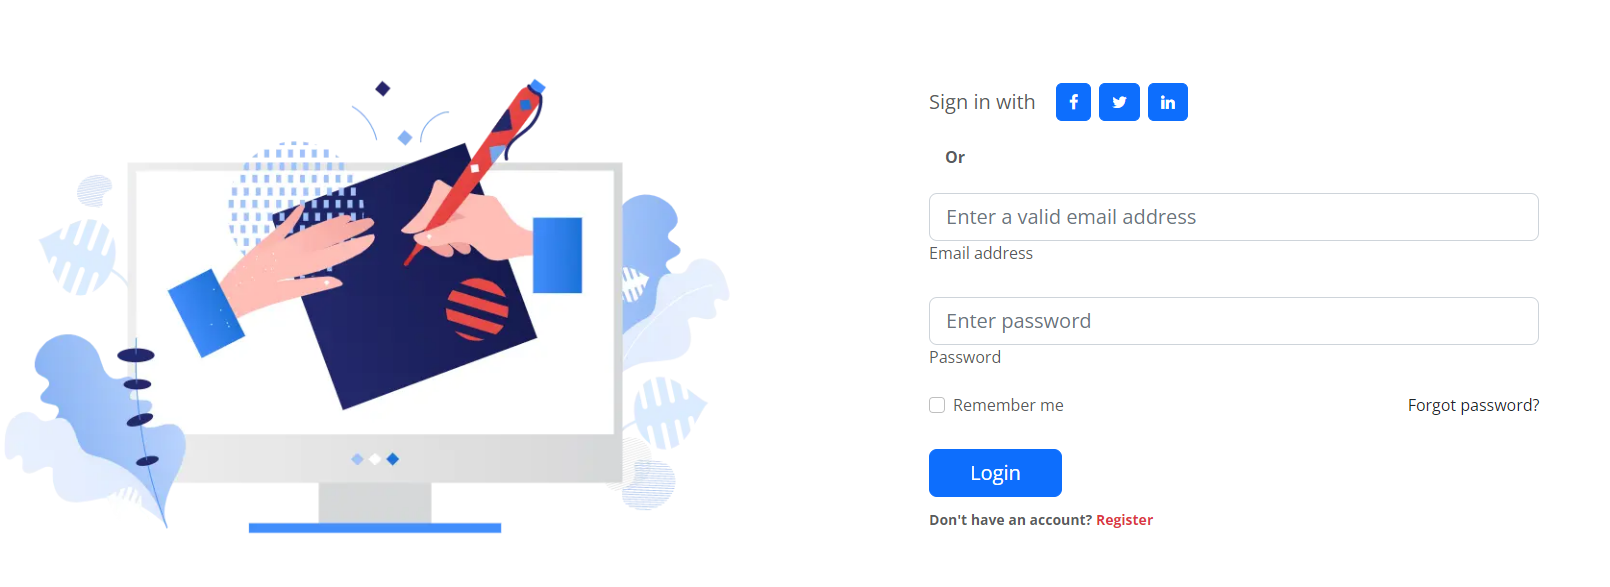 Sign in with
Or
Enter a valid email address
Email address
Enter password
Password
Remember me
Forgot password?
Login
Don't have an account? Register